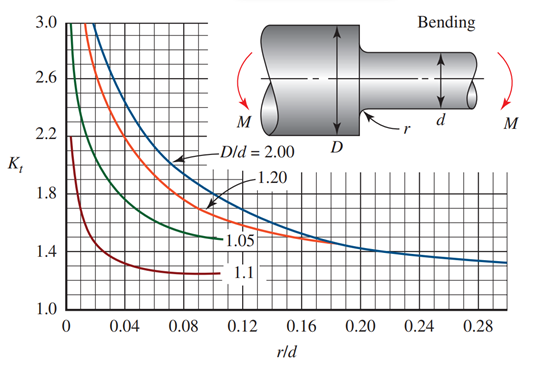 Bending
3.0
2.6
2.2
1.8
1.4
1.0
K_t
M
D
r
d
M
D/d = 2.00
1.20
1.05
1.1
0 0.04 0.08 0.12 0.16 0.20 0.24 0.28
r/d